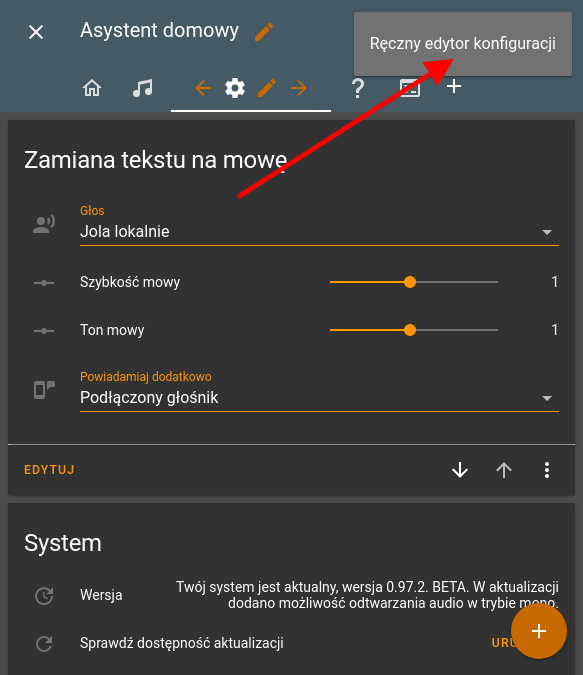 Asystent domowy
Ręczny edytor konfiguracji
?
Zamiana tekstu na mowę
Głos
Jola lokalnie
Szybkość mowy
1
Ton mowy
1
Powiadamiaj dodatkowo
Podłączony głośnik
EDYTUJ
System
Wersja
Twój system jest aktualny, wersja 0.97.2. BETA. W aktualizacji
dodano możliwość odtwarzania audio w trybie mono.
Sprawdź dostępność aktualizacji